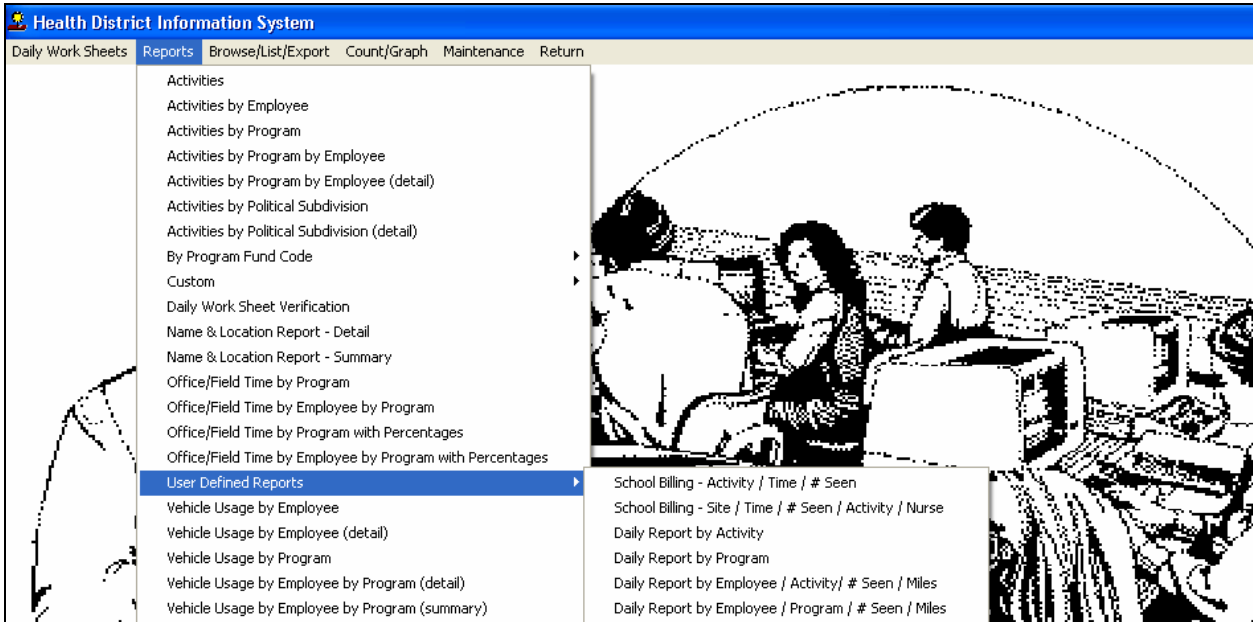 Health District Information System
Daily Work Sheets Reports Browse/List/Export Count/Graph Maintenance Return
Activities
Activities by Employee
Activities by Program
Activities by Program by Employee
Activities by Program by Employee (detail)
Activities by Political Subdivision
Activities by Political Subdivision (detail)
By Program Fund Code
Custom
Daily Work Sheet Verification
Name & Location Report - Detail
Name & Location Report - Summary
Office/Field Time by Program
Office/Field Time by Employee by Program
Office/Field Time by Program with Percentages
Office/Field Time by Employee by Program with Percentages
User Defined Reports
Vehicle Usage by Employee
Vehicle Usage by Employee (detail)
Vehicle Usage by Program
Vehicle Usage by Employee by Program (detail)
Vehicle Usage by Employee by Program (summary)
School Billing - Activity / Time / # Seen
School Billing - Site / Time / # Seen / Activity / Nurse
Daily Report by Activity
Daily Report by Program
Daily Report by Employee / Activity/ # Seen / Miles
Daily Report by Employee / Program / # Seen / Miles